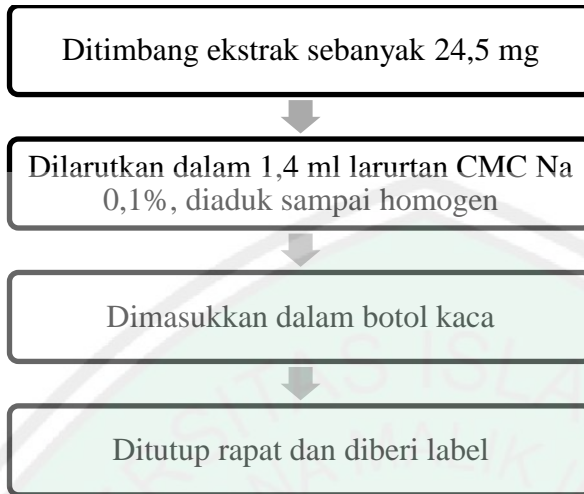 Ditimbang ekstrak sebanyak 24,5 mg
Dilarutkan dalam 1,4 ml larurtan CMC Na
0,1%, diaduk sampai homogen
Dimasukkan dalam botol kaca
Ditutup rapat dan diberi label